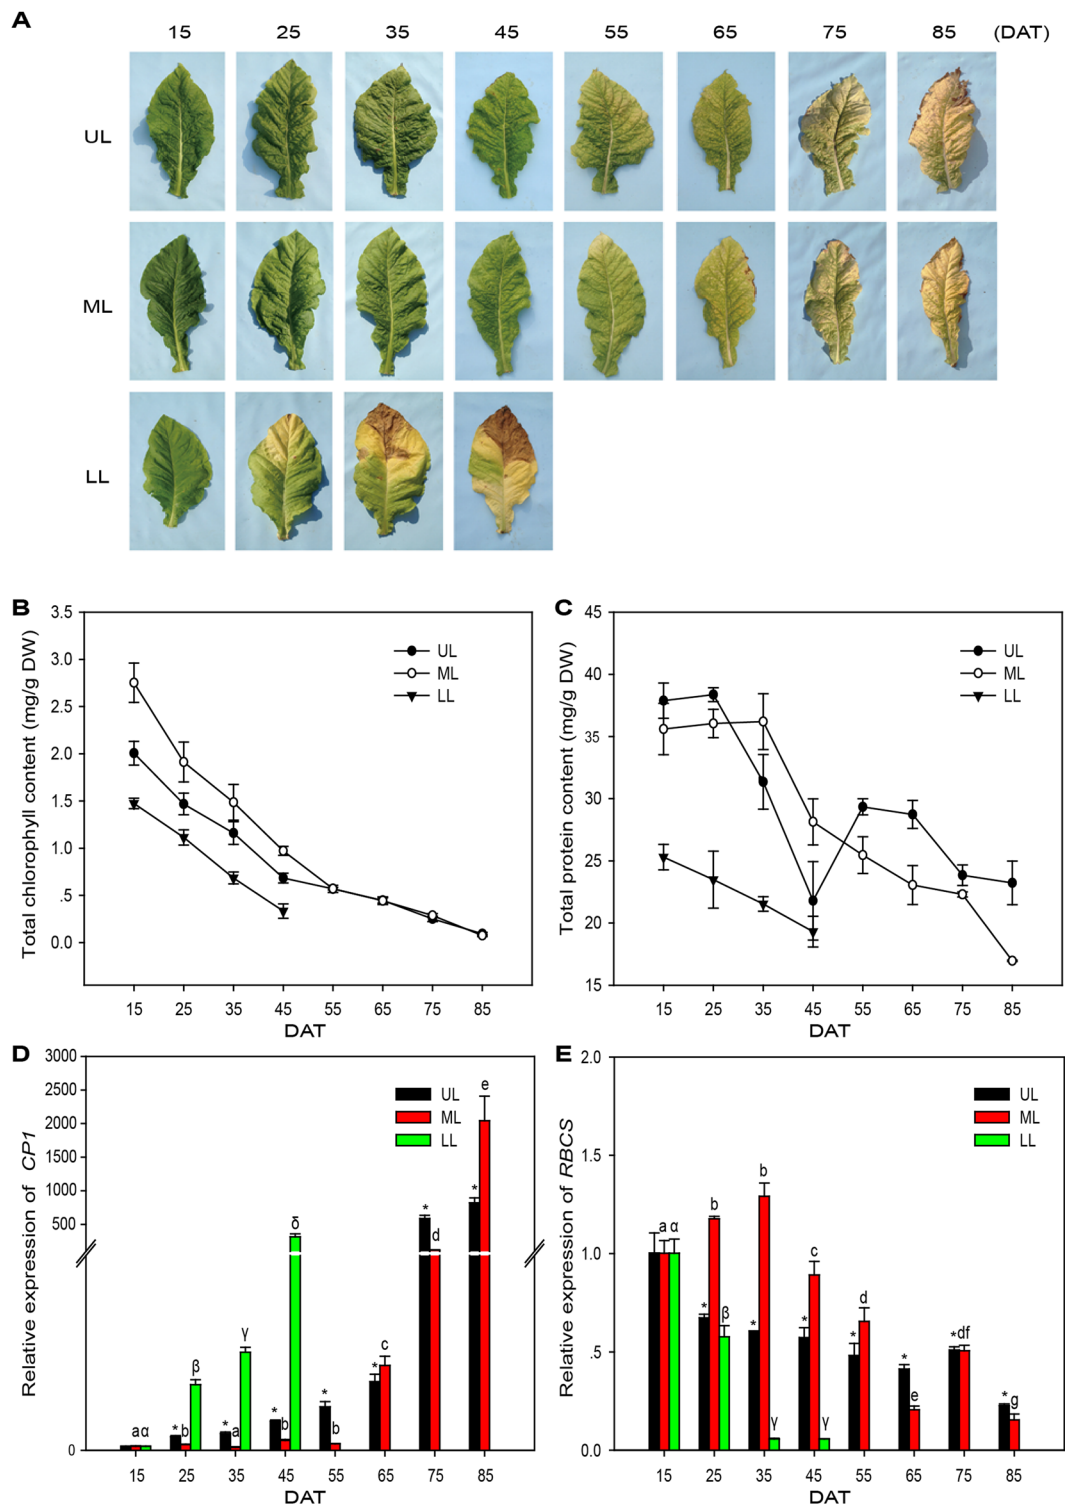 A
15 25 35 45 55 65 75 85 (DAT)
UL
ML
LL
B
Total chlorophyll content (mg/g DW)
3.5
3.0
2.5
2.0
1.5
1.0
.5
0.0
UL
ML
LL
15 25 35 45 55 65 75 85
DAT
C
Total protein content (mg/g DW)
45
40
35
30
25
20
15
UL
ML
LL
15 25 35 45 55 65 75 85
DAT
D
Relative expression of CP1
3000
2500
2000
1500
1000
500
0
UL
ML
LL
aα
* b β
* a γ
* b δ
* b
* c
* d
* e
15 25 35 45 55 65 75 85
DAT
E
Relative expression of RBCS
2.0
1.5
1.0
.5
0.0
UL
ML
LL
a α
* b β
* b γ
* c γ
* d
* e
* df
* g
15 25 35 45 55 65 75 85
DAT